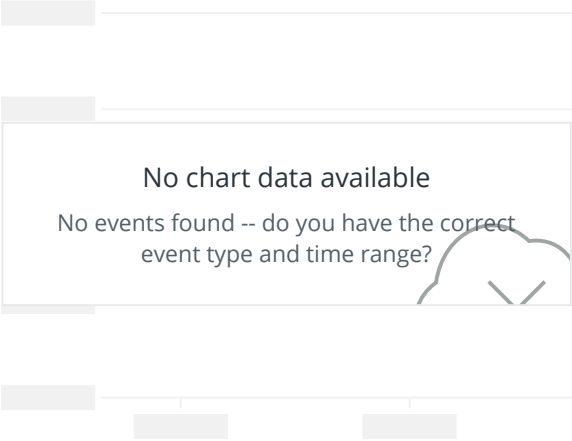 No chart data available
No events found -- do you have the correct
event type and time range?